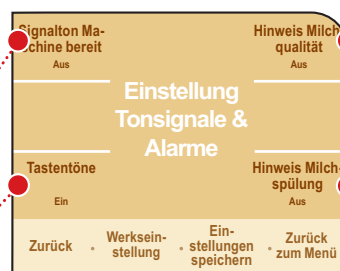 Signalton Ma-
schine bereit
Aus
Hinweis Milch-
qualität
Aus
Einstellung
Tonsignale &
Alarme
Tastentöne
Ein
Hinweis Milch-
spülung
Aus
Zurück
Werksein-
stellung
Ein-
stellungen
speichern
Zurück
zum Menü